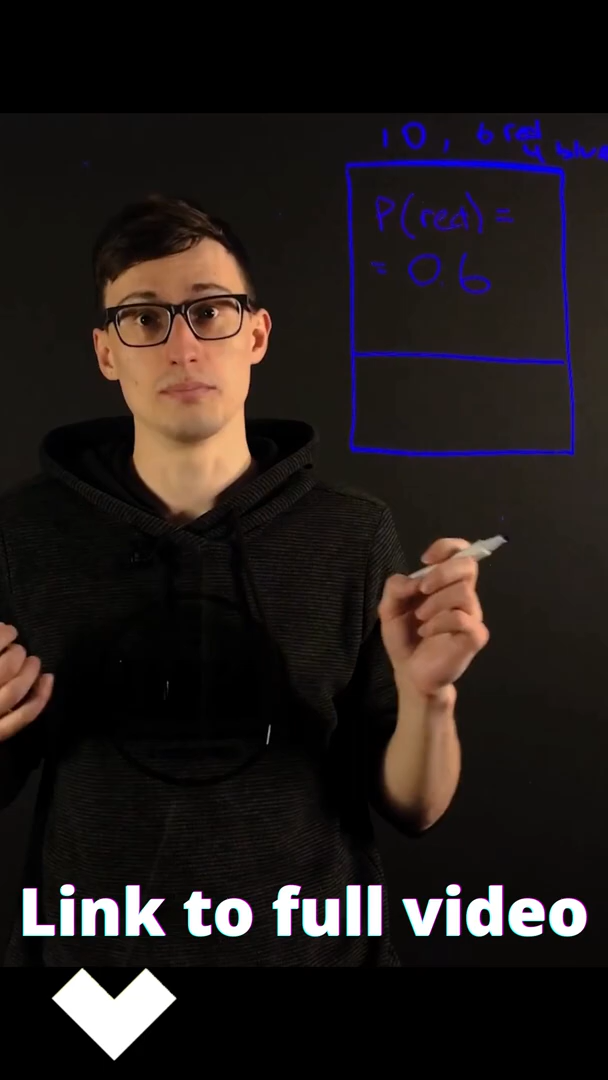 10, 6 red
4 blue
P(red) =
= 0.6
Link to full video